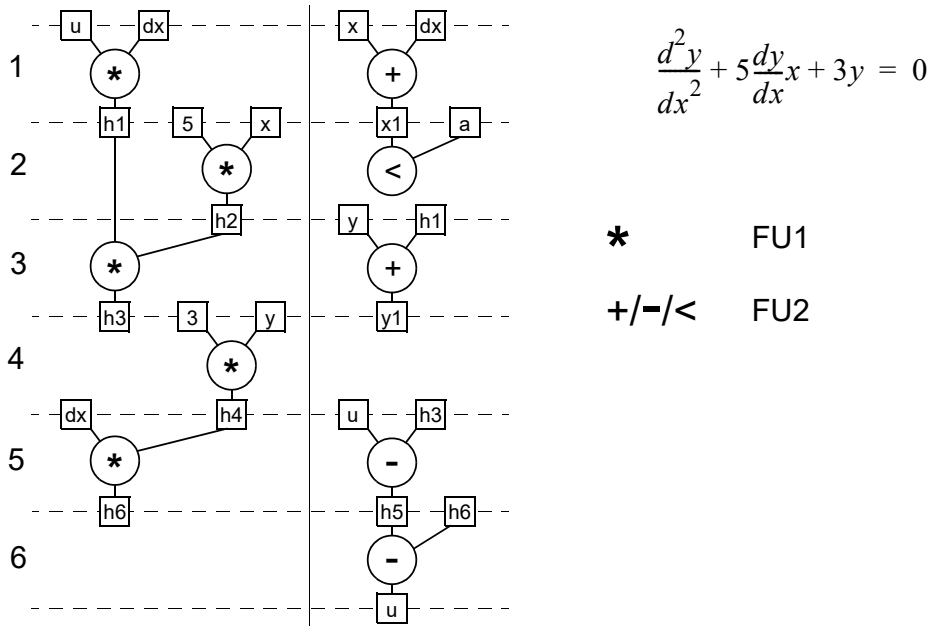 u dx x dx
d²y/dx² + 5 dy/dx x + 3y = 0
1 * +
h1 5 x x1 a
2 * <
h2 y h1
* FU1
3 * +
h3 3 y y1
+/-/< FU2
4 *
dx h4 u h3
5 * -
h6 h5 h6
6 -
u